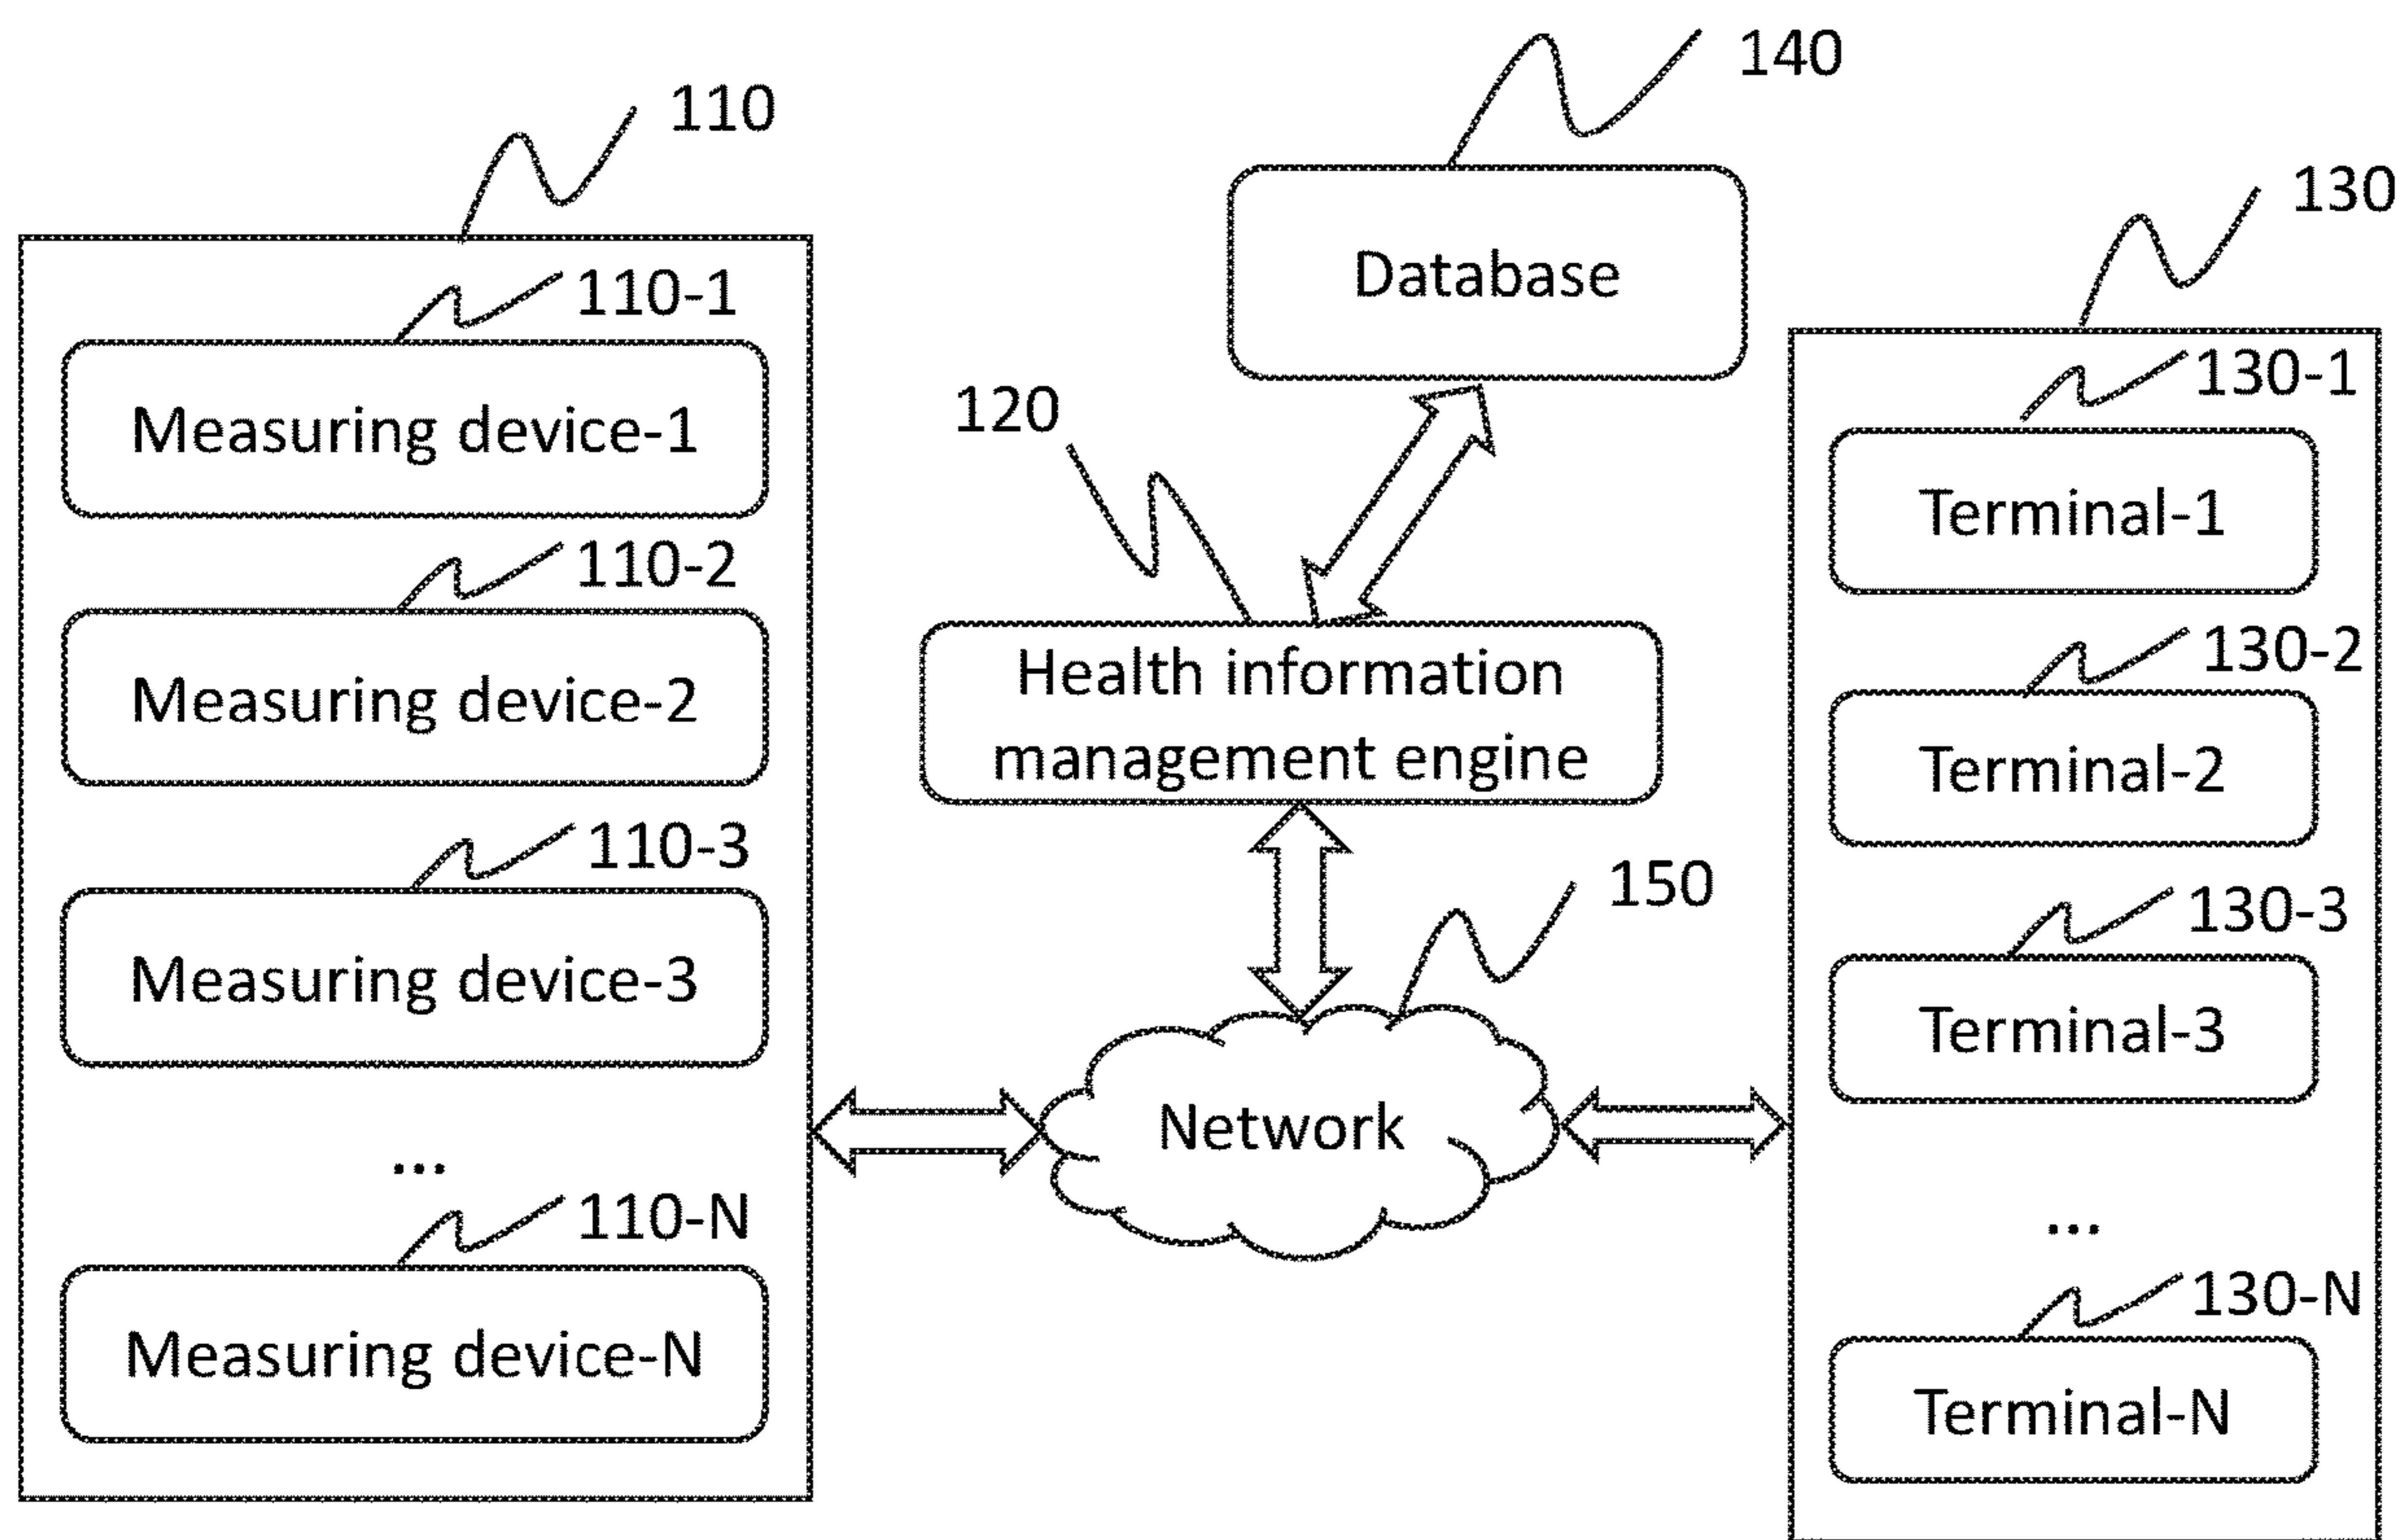 140
110
130
110-1
Database
Measuring device-1
130-1
120
Terminal-1
110-2
Measuring device-2
130-2
Health information
management engine
Terminal-2
110-3
150
130-3
Measuring device-3
Terminal-3
Network
...
...
110-N
130-N
Measuring device-N
Terminal-N